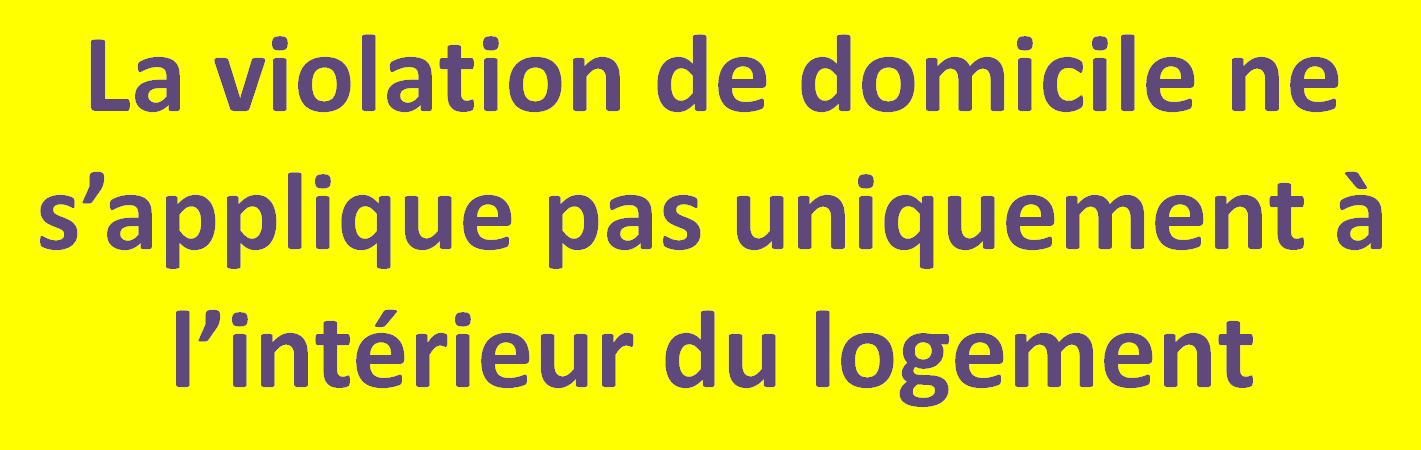 La violation de domicile ne
s’applique pas uniquement à
l’intérieur du logement